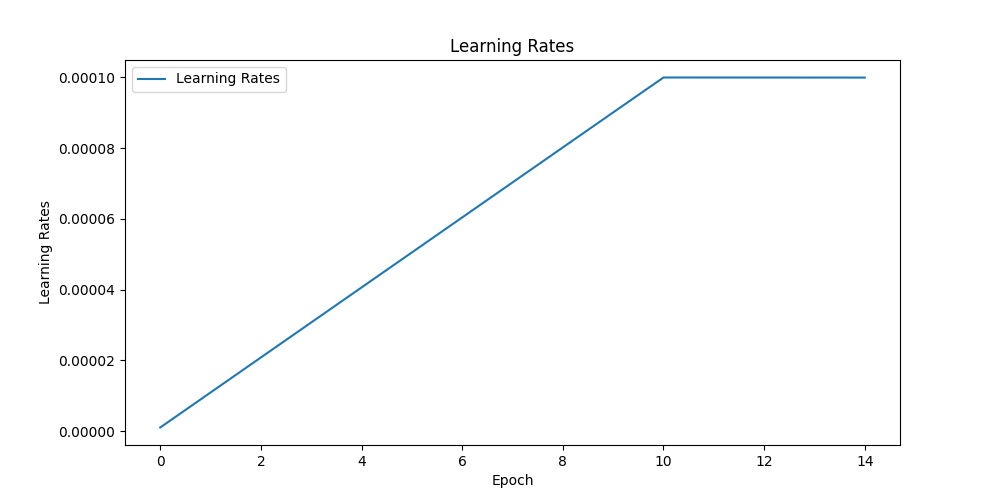 Learning Rates
Learning Rates
0.00010
0.00008
0.00006
0.00004
0.00002
0.00000
Learning Rates
0 2 4 6 8 10 12 14
Epoch